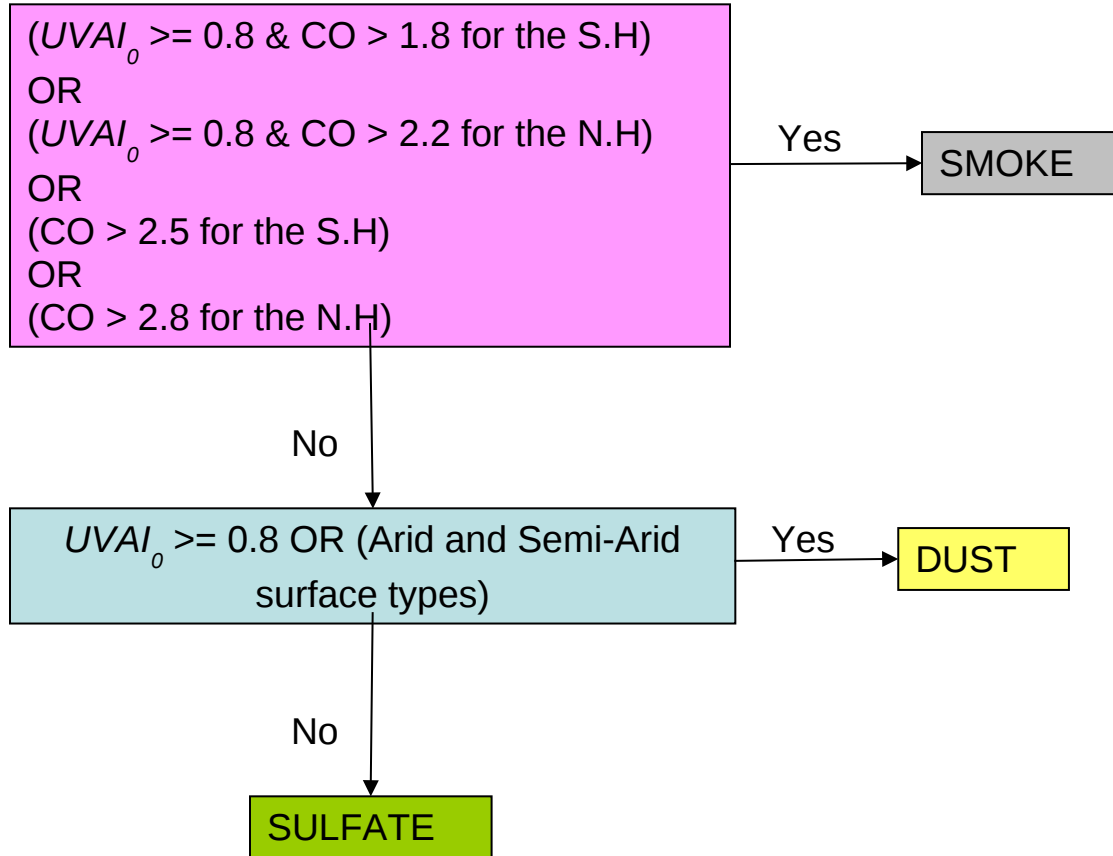 (UVAI₀ >= 0.8 & CO > 1.8 for the S.H)
OR
(UVAI₀ >= 0.8 & CO > 2.2 for the N.H)
OR
(CO > 2.5 for the S.H)
OR
(CO > 2.8 for the N.H)
Yes
SMOKE
No
UVAI₀ >= 0.8 OR (Arid and Semi-Arid
surface types)
Yes
DUST
No
SULFATE